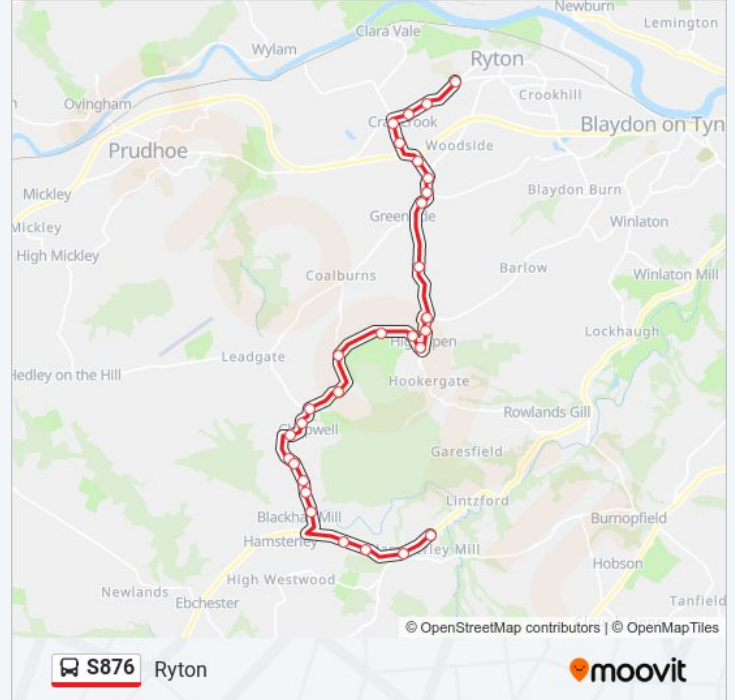 Newburn
Clara Vale
Lemington
Wylam
Ryton
Crookhill
Ovingham
Blaydon on Tyn
Woodside
Prudhoe
Mickley
Blaydon Burn
Mickley
Winlaton
High Mickley
Coalburns
Barlow
Winlaton Mill
Lockhaugh
Leadgate
Hedley on the Hill
Hookergate
Rowlands Gill
Garesfield
Lintzford
Mill
Burnopfield
Hamsterley
Hobson
High Westwood
Newlands
Ebchester
Tanfield
© OpenStreetMap contributors | © OpenMapTiles
S876 Ryton
moovit